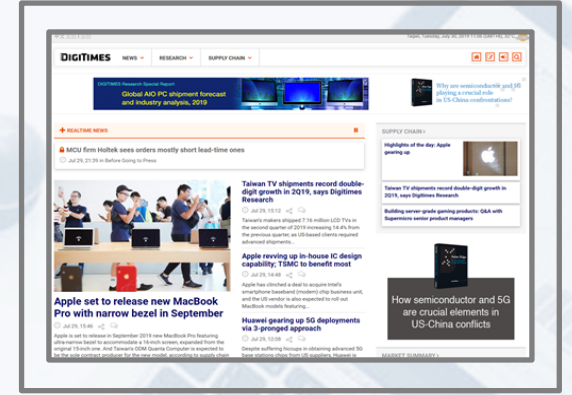 Taipei, Tuesday, July 30, 2019 11:06 (GMT+8), 32°C
DIGITIMES
NEWS
RESEARCH
SUPPLY CHAIN
DIGITIMES Research Special Report
Global AIO PC shipment forecast
and industry analysis, 2019
Why are semiconductor and 5G
playing a crucial role
in US-China confrontations?
REALTIME NEWS
MCU firm Holtek sees orders mostly short lead-time ones
Jul 29, 21:39 in Before Going to Press
Apple set to release new MacBook
Pro with narrow bezel in September
Jul 29, 15:46
Apple is set to release in September 2019 new MacBook Pro featuring
ultra-narrow bezel to accommodate a 16-inch screen, expanded from the
original 15-inch one. And Taiwan's ODM Quanta Computer is expected to
be the sole contract producer for the new model, according to supply chain
Taiwan TV shipments record double-
digit growth in 2Q19, says Digitimes
Research
Jul 29, 15:12
Taiwan's makers shipped 7.16 million LCD TVs in
the second quarter of 2019 increasing 14.4% from
the previous quarter, as US-based clients required
advanced shipments...
Apple revving up in-house IC design
capability; TSMC to benefit most
Jul 29, 14:49
Apple has clinched a deal to acquire Intel's
smartphone baseband (modem) chip business unit,
and the US vendor is also expected to roll out
MacBook models featuring...
Huawei gearing up 5G deployments
via 3-pronged approach
Jul 29, 12:08
Despite suffering hiccups in obtaining advanced 5G
base stations chips from US suppliers, Huawei is
SUPPLY CHAIN>
Highlights of the day: Apple
gearing up
Taiwan TV shipments record double-digit growth in
2Q19, says Digitimes Research
Building server-grade gaming products: Q&A with
Supermicro senior product managers
How semiconductor and 5G
are crucial elements in
US-China conflicts
MARKET SUMMARY>